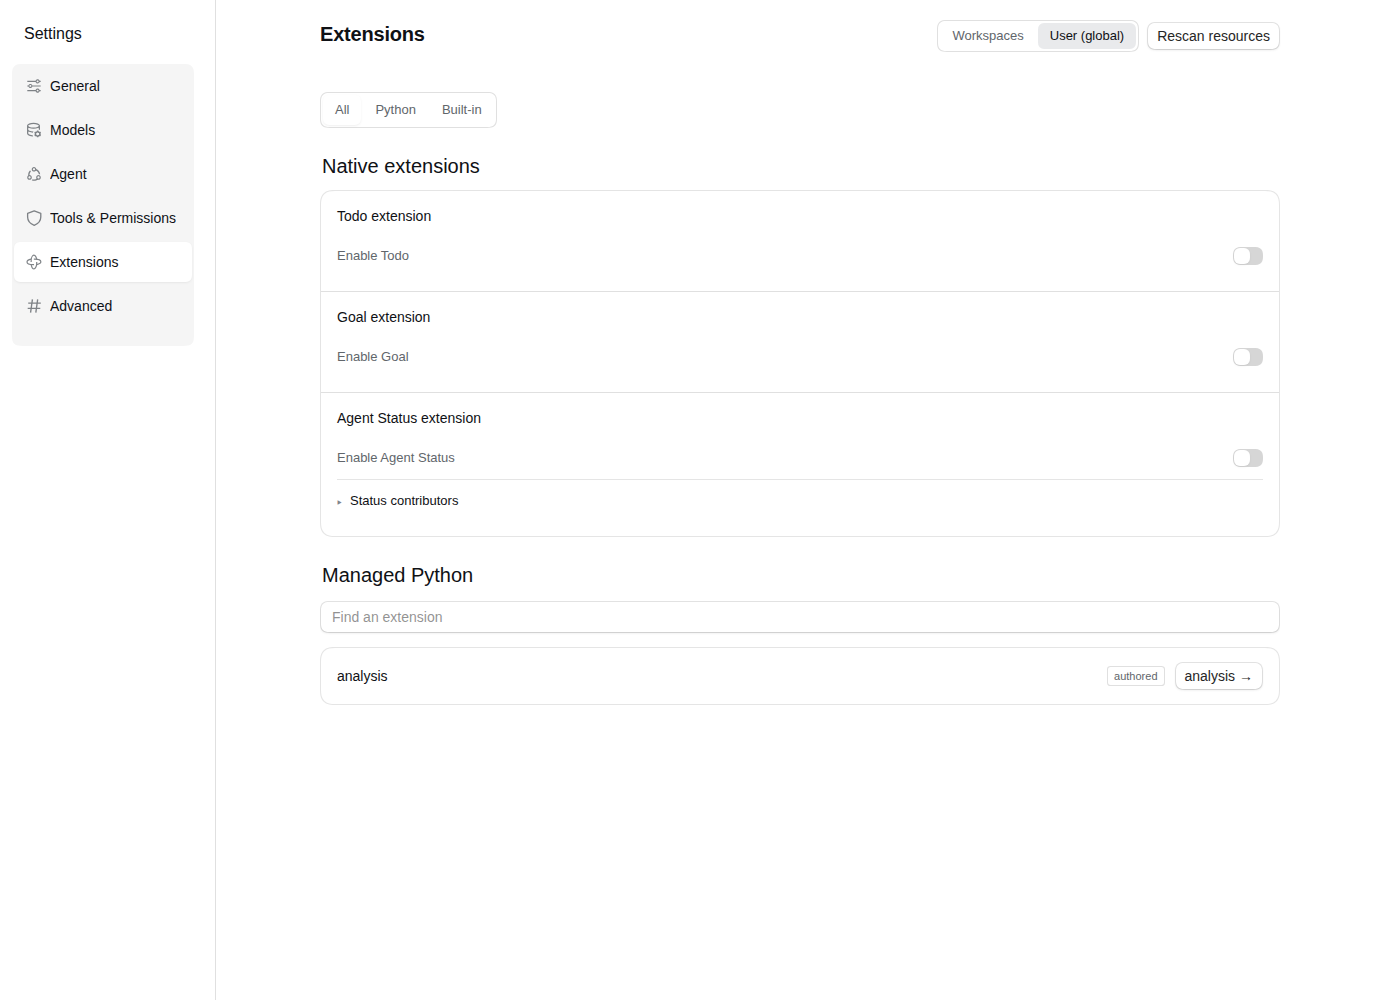 Settings
General
Models
Agent
Tools & Permissions
Extensions
Advanced
Extensions
Workspaces
User (global)
Rescan resources
All
Python
Built-in
Native extensions
Todo extension
Enable Todo
Goal extension
Enable Goal
Agent Status extension
Enable Agent Status
Status contributors
Managed Python
Find an extension
analysis
authored
analysis →